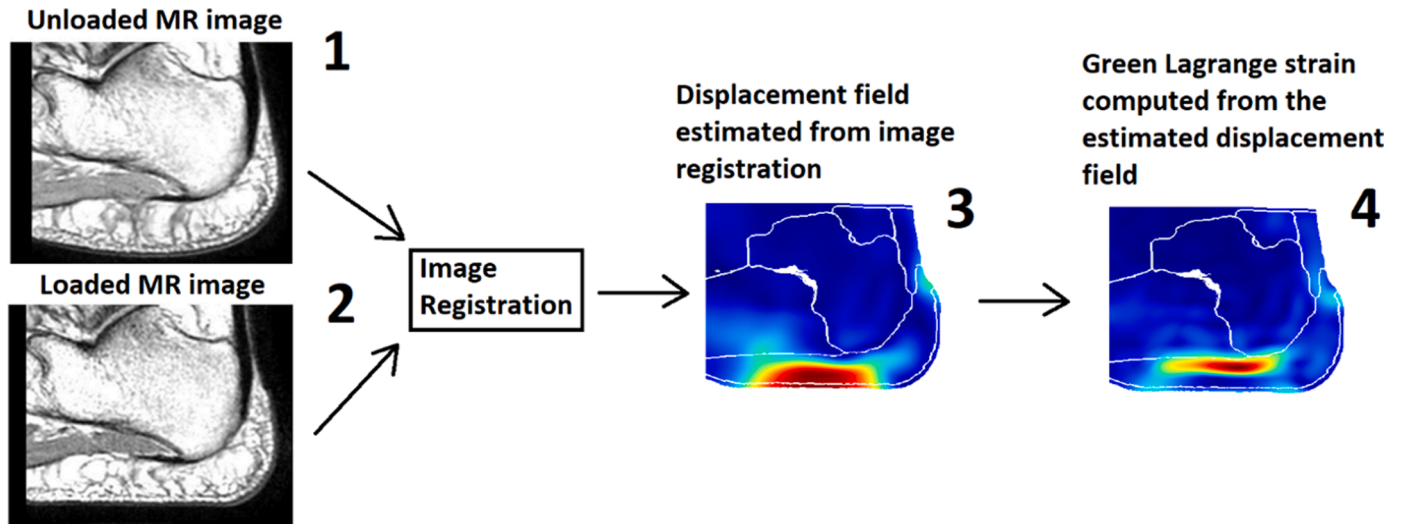 Unloaded MR image
1
Loaded MR image
2
Image
Registration
Displacement field
estimated from image
registration
3
Green Lagrange strain
computed from the
estimated displacement
field
4